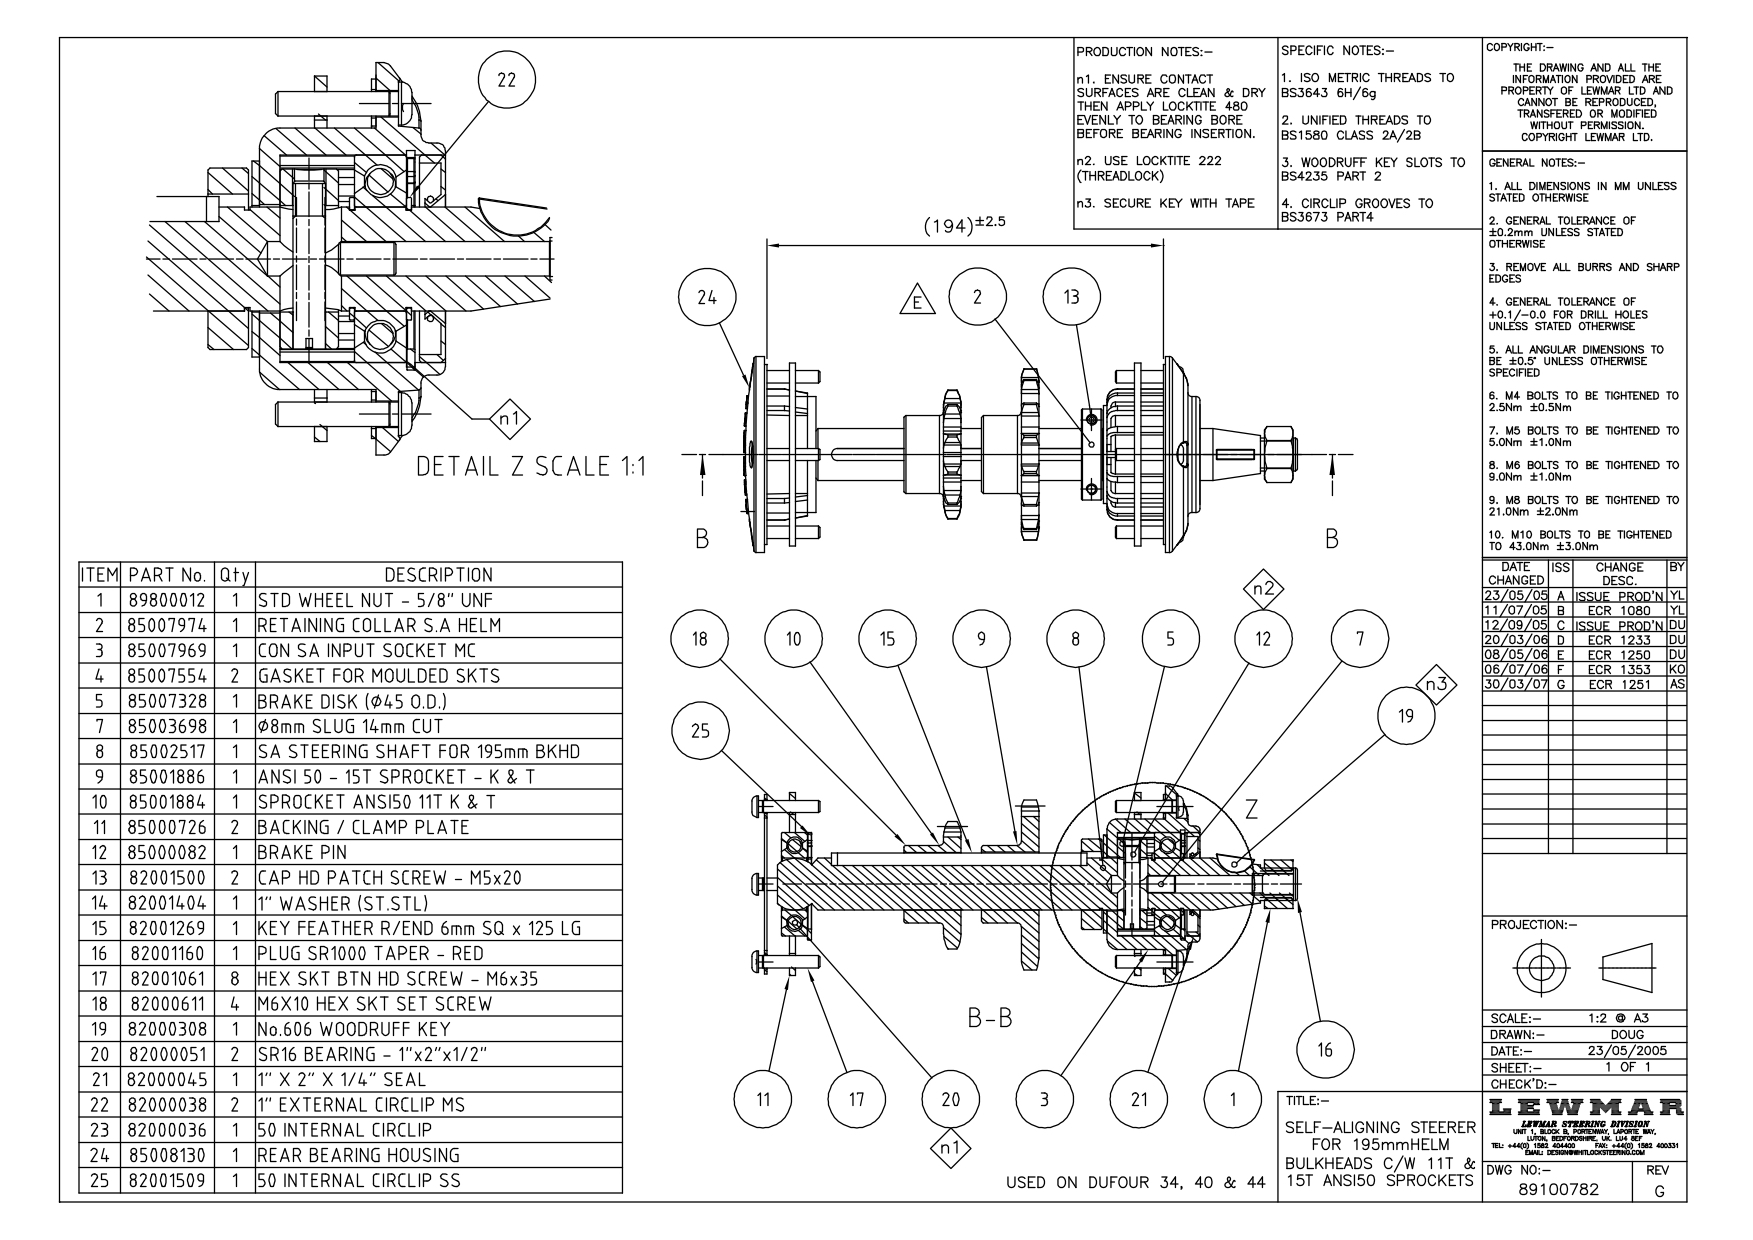 22
n1
DETAIL Z SCALE 1:1
PRODUCTION NOTES:–
n1. ENSURE CONTACT
SURFACES ARE CLEAN & DRY
THEN APPLY LOCKTITE 480
EVENLY TO BEARING BORE
BEFORE BEARING INSERTION.
n2. USE LOCKTITE 222
(THREADLOCK)
n3. SECURE KEY WITH TAPE
SPECIFIC NOTES:–
1. ISO METRIC THREADS TO
BS3643 6H/6g
2. UNIFIED THREADS TO
BS1580 CLASS 2A/2B
3. WOODRUFF KEY SLOTS TO
BS4235 PART 2
4. CIRCLIP GROOVES TO
BS3673 PART4
COPYRIGHT:–
THE DRAWING AND ALL THE
INFORMATION PROVIDED ARE
PROPERTY OF LEWMAR LTD AND
CANNOT BE REPRODUCED,
TRANSFERED OR MODIFIED
WITHOUT PERMISSION.
COPYRIGHT LEWMAR LTD.
GENERAL NOTES:–
1. ALL DIMENSIONS IN MM UNLESS
STATED OTHERWISE
2. GENERAL TOLERANCE OF
±0.2mm UNLESS STATED
OTHERWISE
3. REMOVE ALL BURRS AND SHARP
EDGES
4. GENERAL TOLERANCE OF
+0.1/–0.0 FOR DRILL HOLES
UNLESS STATED OTHERWISE
5. ALL ANGULAR DIMENSIONS TO
BE ±0.5° UNLESS OTHERWISE
SPECIFIED
6. M4 BOLTS TO BE TIGHTENED TO
2.5Nm ±0.5Nm
7. M5 BOLTS TO BE TIGHTENED TO
5.0Nm ±1.0Nm
8. M6 BOLTS TO BE TIGHTENED TO
9.0Nm ±1.0Nm
9. M8 BOLTS TO BE TIGHTENED TO
21.0Nm ±2.0Nm
10. M10 BOLTS TO BE TIGHTENED
TO 43.0Nm ±3.0Nm
(194)±2.5
24
E
2
13
B
B
ITEM PART No. Qty DESCRIPTION
1 89800012 1 STD WHEEL NUT – 5/8" UNF
2 85007974 1 RETAINING COLLAR S.A HELM
3 85007969 1 CON SA INPUT SOCKET MC
4 85007554 2 GASKET FOR MOULDED SKTS
5 85007328 1 BRAKE DISK (Ø45 O.D.)
7 85003698 1 Ø8mm SLUG 14mm CUT
8 85002517 1 SA STEERING SHAFT FOR 195mm BKHD
9 85001886 1 ANSI 50 – 15T SPROCKET – K & T
10 85001884 1 SPROCKET ANSI50 11T K & T
11 85000726 2 BACKING / CLAMP PLATE
12 85000082 1 BRAKE PIN
13 82001500 2 CAP HD PATCH SCREW – M5x20
14 82001404 1 1" WASHER (ST.STL)
15 82001269 1 KEY FEATHER R/END 6mm SQ x 125 LG
16 82001160 1 PLUG SR1000 TAPER – RED
17 82001061 8 HEX SKT BTN HD SCREW – M6x35
18 82000611 4 M6X10 HEX SKT SET SCREW
19 82000308 1 No.606 WOODRUFF KEY
20 82000051 2 SR16 BEARING – 1"x2"x1/2"
21 82000045 1 1" X 2" X 1/4" SEAL
22 82000038 2 1" EXTERNAL CIRCLIP MS
23 82000036 1 50 INTERNAL CIRCLIP
24 85008130 1 REAR BEARING HOUSING
25 82001509 1 50 INTERNAL CIRCLIP SS
n2
18
10
15
9
8
5
12
7
n3
19
25
Z
B–B
16
11
17
20
3
21
1
n1
USED ON DUFOUR 34, 40 & 44
DATE CHANGED ISS CHANGE DESC. BY
23/05/05 A ISSUE PROD'N YL
11/07/05 B ECR 1080 YL
12/09/05 C ISSUE PROD'N DU
20/03/06 D ECR 1233 DU
08/05/06 E ECR 1250 DU
06/07/06 F ECR 1353 KO
30/03/07 G ECR 1251 AS
PROJECTION:–
SCALE:– 1:2 @ A3
DRAWN:– DOUG
DATE:– 23/05/2005
SHEET:– 1 OF 1
CHECK'D:–
LEWMAR
LEWMAR STEERING DIVISION
UNIT 1, BLOCK B, PORTENWAY, LAPORTE WAY,
LUTON, BEDFORDSHIRE, UK. LU4 8EF
TEL: +44(0) 1582 404400 FAX: +44(0) 1582 400331
EMAIL: DESIGN@WHITLOCKSTEERING.COM
TITLE:–
SELF–ALIGNING STEERER
FOR 195mmHELM
BULKHEADS C/W 11T &
15T ANSI50 SPROCKETS
DWG NO:– REV
89100782 G